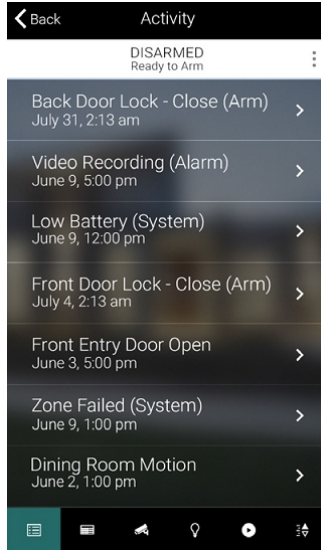 Back
Activity
DISARMED
Ready to Arm
Back Door Lock - Close (Arm)
July 31, 2:13 am
Video Recording (Alarm)
June 9, 5:00 pm
Low Battery (System)
June 9, 12:00 pm
Front Door Lock - Close (Arm)
July 4, 2:13 am
Front Entry Door Open
June 3, 5:00 pm
Zone Failed (System)
June 9, 1:00 pm
Dining Room Motion
June 2, 1:00 pm